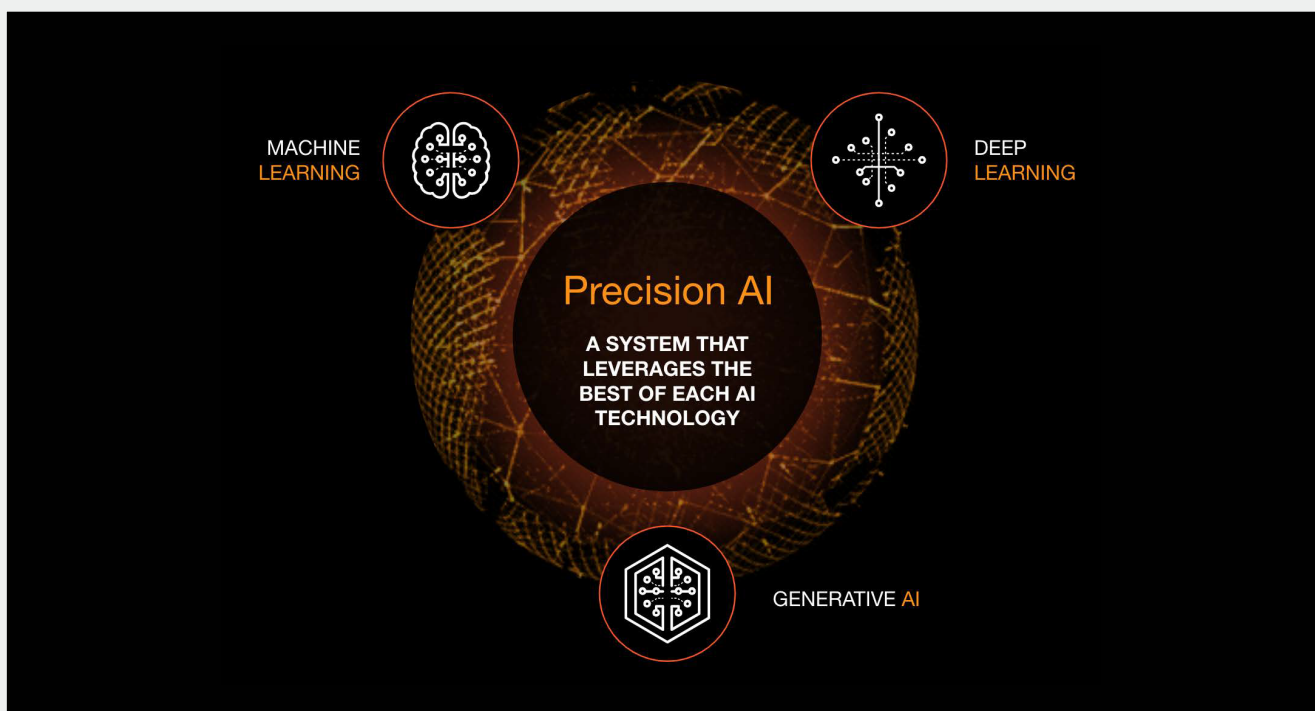 MACHINE
LEARNING
DEEP
LEARNING
Precision AI
A SYSTEM THAT
LEVERAGES THE
BEST OF EACH AI
TECHNOLOGY
GENERATIVE AI